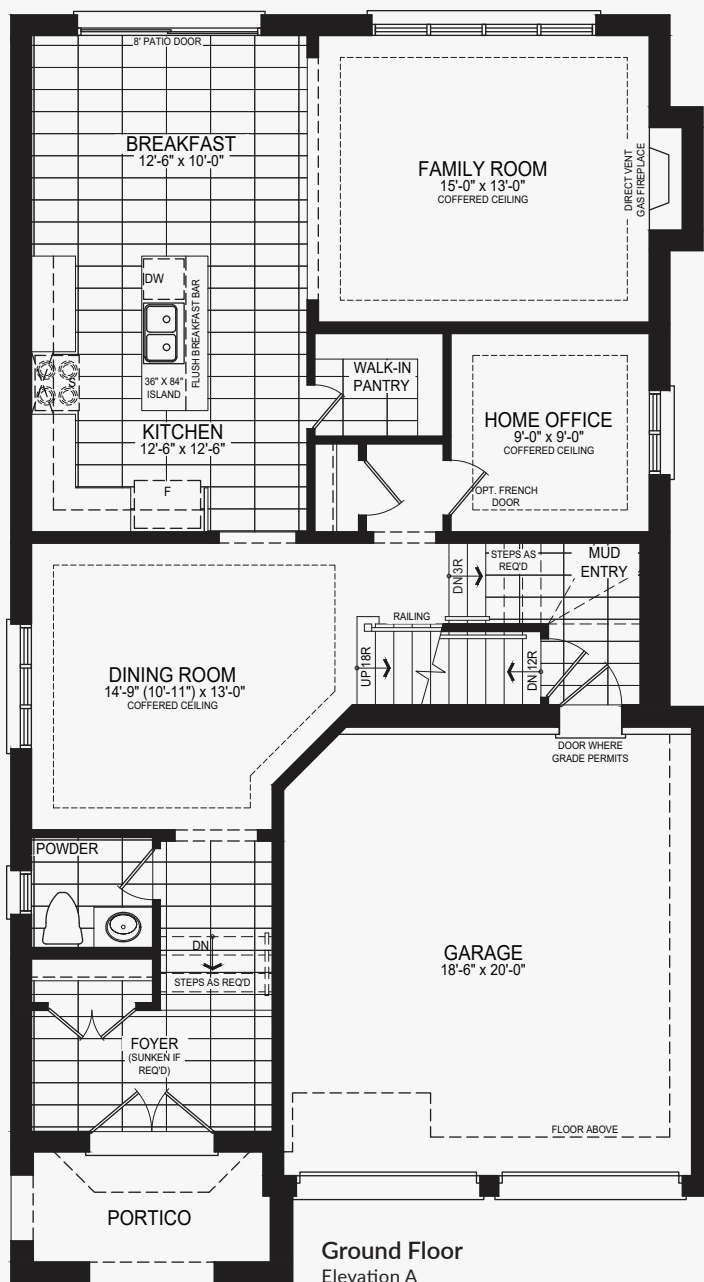 8' PATIO DOOR
BREAKFAST
12'-6" x 10'-0"
FAMILY ROOM
15'-0" x 13'-0"
COFFERED CEILING
DIRECT VENT
GAS FIREPLACE
DW
FLUSH BREAKFAST BAR
36" X 84"
ISLAND
S
KITCHEN
12'-6" x 12'-6"
F
WALK-IN
PANTRY
HOME OFFICE
9'-0" x 9'-0"
COFFERED CEILING
OPT. FRENCH
DOOR
STEPS AS
REQ'D
MUD
ENTRY
DN 3R
RAILING
UP 18R
DN 12R
DINING ROOM
14'-9" (10'-11") x 13'-0"
COFFERED CEILING
DOOR WHERE
GRADE PERMITS
POWDER
DN
STEPS AS REQ'D
GARAGE
18'-6" x 20'-0"
FOYER
(SUNKEN IF
REQ'D)
FLOOR ABOVE
PORTICO
Ground Floor
Elevation A